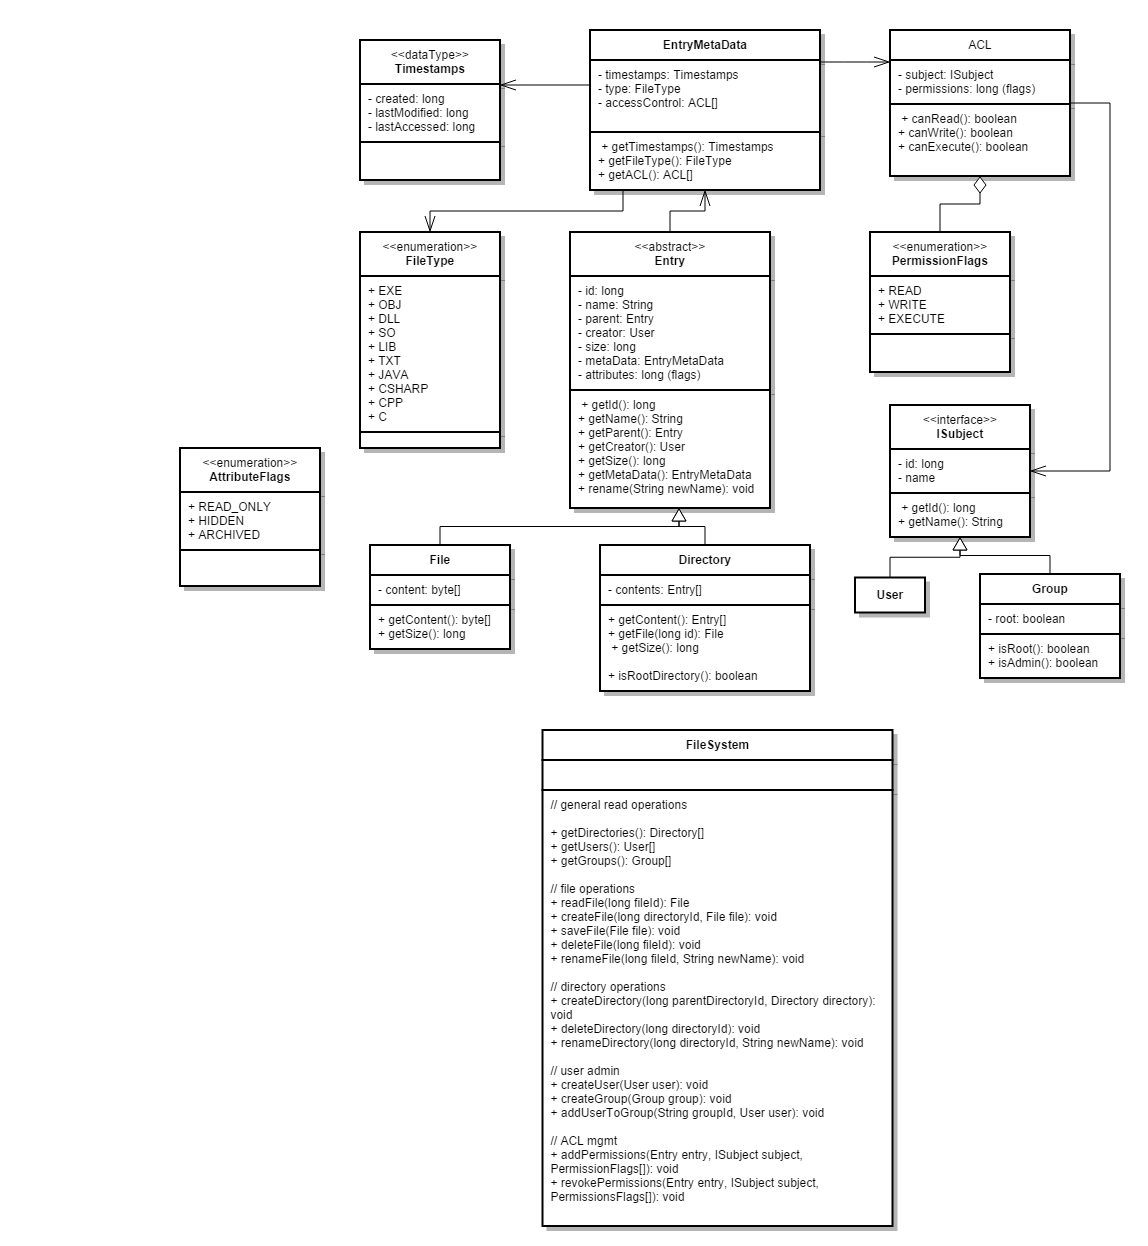 <<dataType>>
Timestamps
- created: long
- lastModified: long
- lastAccessed: long
EntryMetaData
- timestamps: Timestamps
- type: FileType
- accessControl: ACL[]
+ getTimestamps(): Timestamps
+ getFileType(): FileType
+ getACL(): ACL[]
ACL
- subject: ISubject
- permissions: long (flags)
+ canRead(): boolean
+ canWrite(): boolean
+ canExecute(): boolean
<<enumeration>>
FileType
+ EXE
+ OBJ
+ DLL
+ SO
+ LIB
+ TXT
+ JAVA
+ CSHARP
+ CPP
+ C
<<abstract>>
Entry
- id: long
- name: String
- parent: Entry
- creator: User
- size: long
- metaData: EntryMetaData
- attributes: long (flags)
+ getId(): long
+ getName(): String
+ getParent(): Entry
+ getCreator(): User
+ getSize(): long
+ getMetaData(): EntryMetaData
+ rename(String newName): void
<<enumeration>>
PermissionFlags
+ READ
+ WRITE
+ EXECUTE
<<enumeration>>
AttributeFlags
+ READ_ONLY
+ HIDDEN
+ ARCHIVED
<<interface>>
ISubject
- id: long
- name
+ getId(): long
+ getName(): String
File
- content: byte[]
+ getContent(): byte[]
+ getSize(): long
Directory
- contents: Entry[]
+ getContent(): Entry[]
+ getFile(long id): File
+ getSize(): long
+ isRootDirectory(): boolean
User
Group
- root: boolean
+ isRoot(): boolean
+ isAdmin(): boolean
FileSystem
// general read operations
+ getDirectories(): Directory[]
+ getUsers(): User[]
+ getGroups(): Group[]
// file operations
+ readFile(long fileId): File
+ createFile(long directoryId, File file): void
+ saveFile(File file): void
+ deleteFile(long fileId): void
+ renameFile(long fileId, String newName): void
// directory operations
+ createDirectory(long parentDirectoryId, Directory directory):
void
+ deleteDirectory(long directoryId): void
+ renameDirectory(long directoryId, String newName): void
// user admin
+ createUser(User user): void
+ createGroup(Group group): void
+ addUserToGroup(String groupId, User user): void
// ACL mgmt
+ addPermissions(Entry entry, ISubject subject,
PermissionFlags[]): void
+ revokePermissions(Entry entry, ISubject subject,
PermissionsFlags[]): void